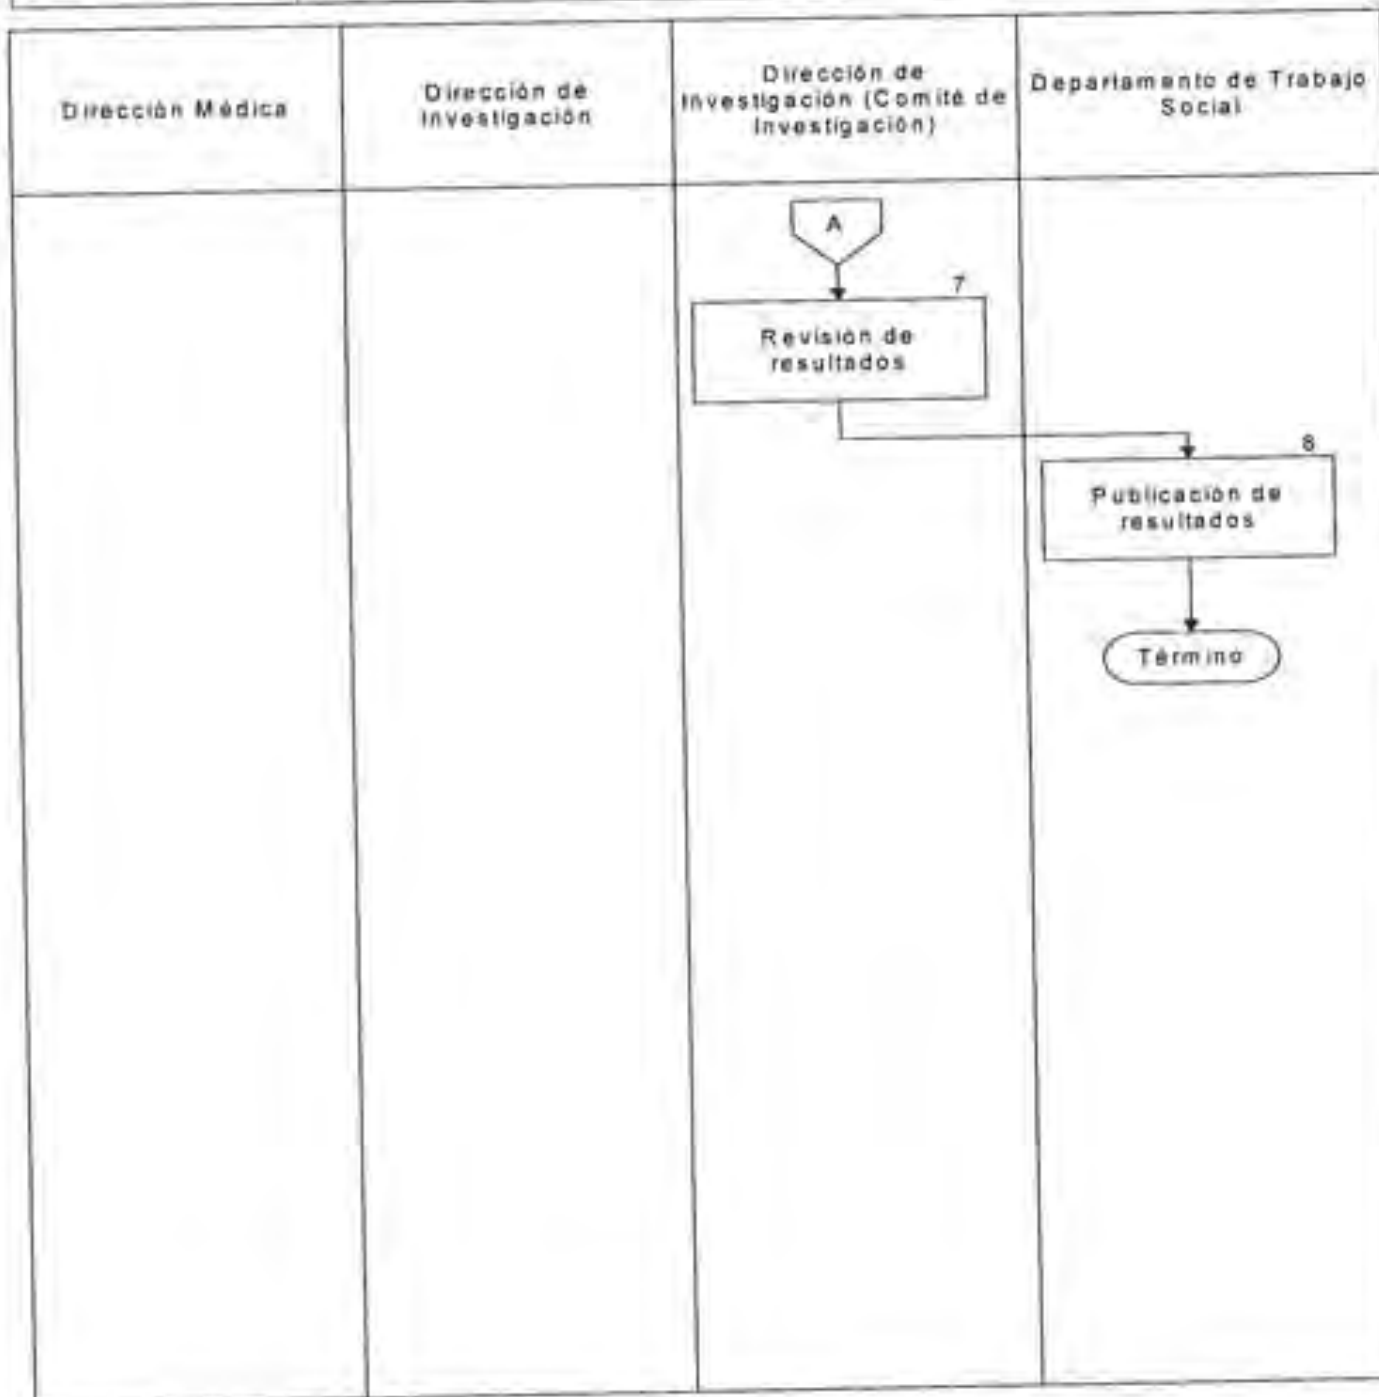 Dirección Médica
Dirección de
Investigación
Dirección de
Investigación (Comité de
Investigación)
Departamento de Trabajo
Social
A
7
Revisión de
resultados
8
Publicación de
resultados
Término